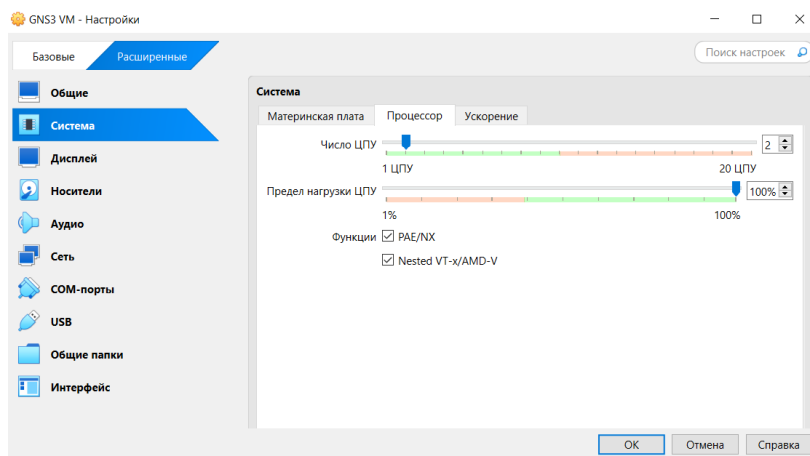 GNS3 VM - Настройки
Базовые Расширенные Поиск настроек
Общие
Система
Дисплей
Носители
Аудио
Сеть
COM-порты
USB
Общие папки
Интерфейс
Система
Материнская плата Процессор Ускорение
Число ЦПУ 2
1 ЦПУ 20 ЦПУ
Предел нагрузки ЦПУ 100%
1% 100%
Функции PAE/NX
Nested VT-x/AMD-V
OK Отмена Справка